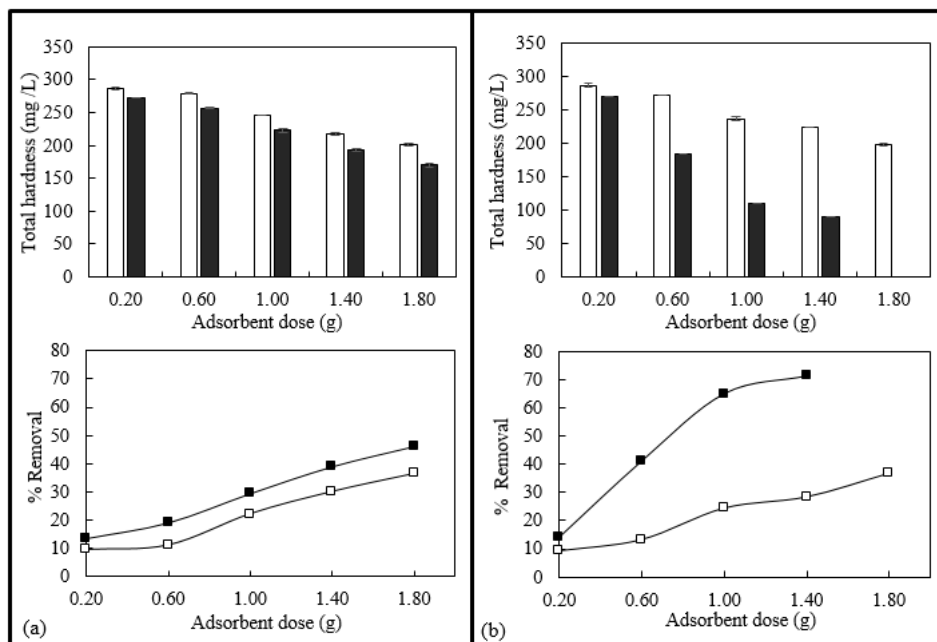 350
300
250
200
150
100
50
0
Total hardness (mg /L)
0.20 0.60 1.00 1.40 1.80
Adsorbent dose (g)
80
70
60
50
40
30
20
10
0
% Removal
0.20 0.60 1.00 1.40 1.80
Adsorbent dose (g)
(a)
350
300
250
200
150
100
50
0
Total hardness (mg/L)
0.20 0.60 1.00 1.40 1.80
Adsorbent dose (g)
80
70
60
50
40
30
20
10
0
% Removal
0.20 0.60 1.00 1.40 1.80
Adsorbent dose (g)
(b)